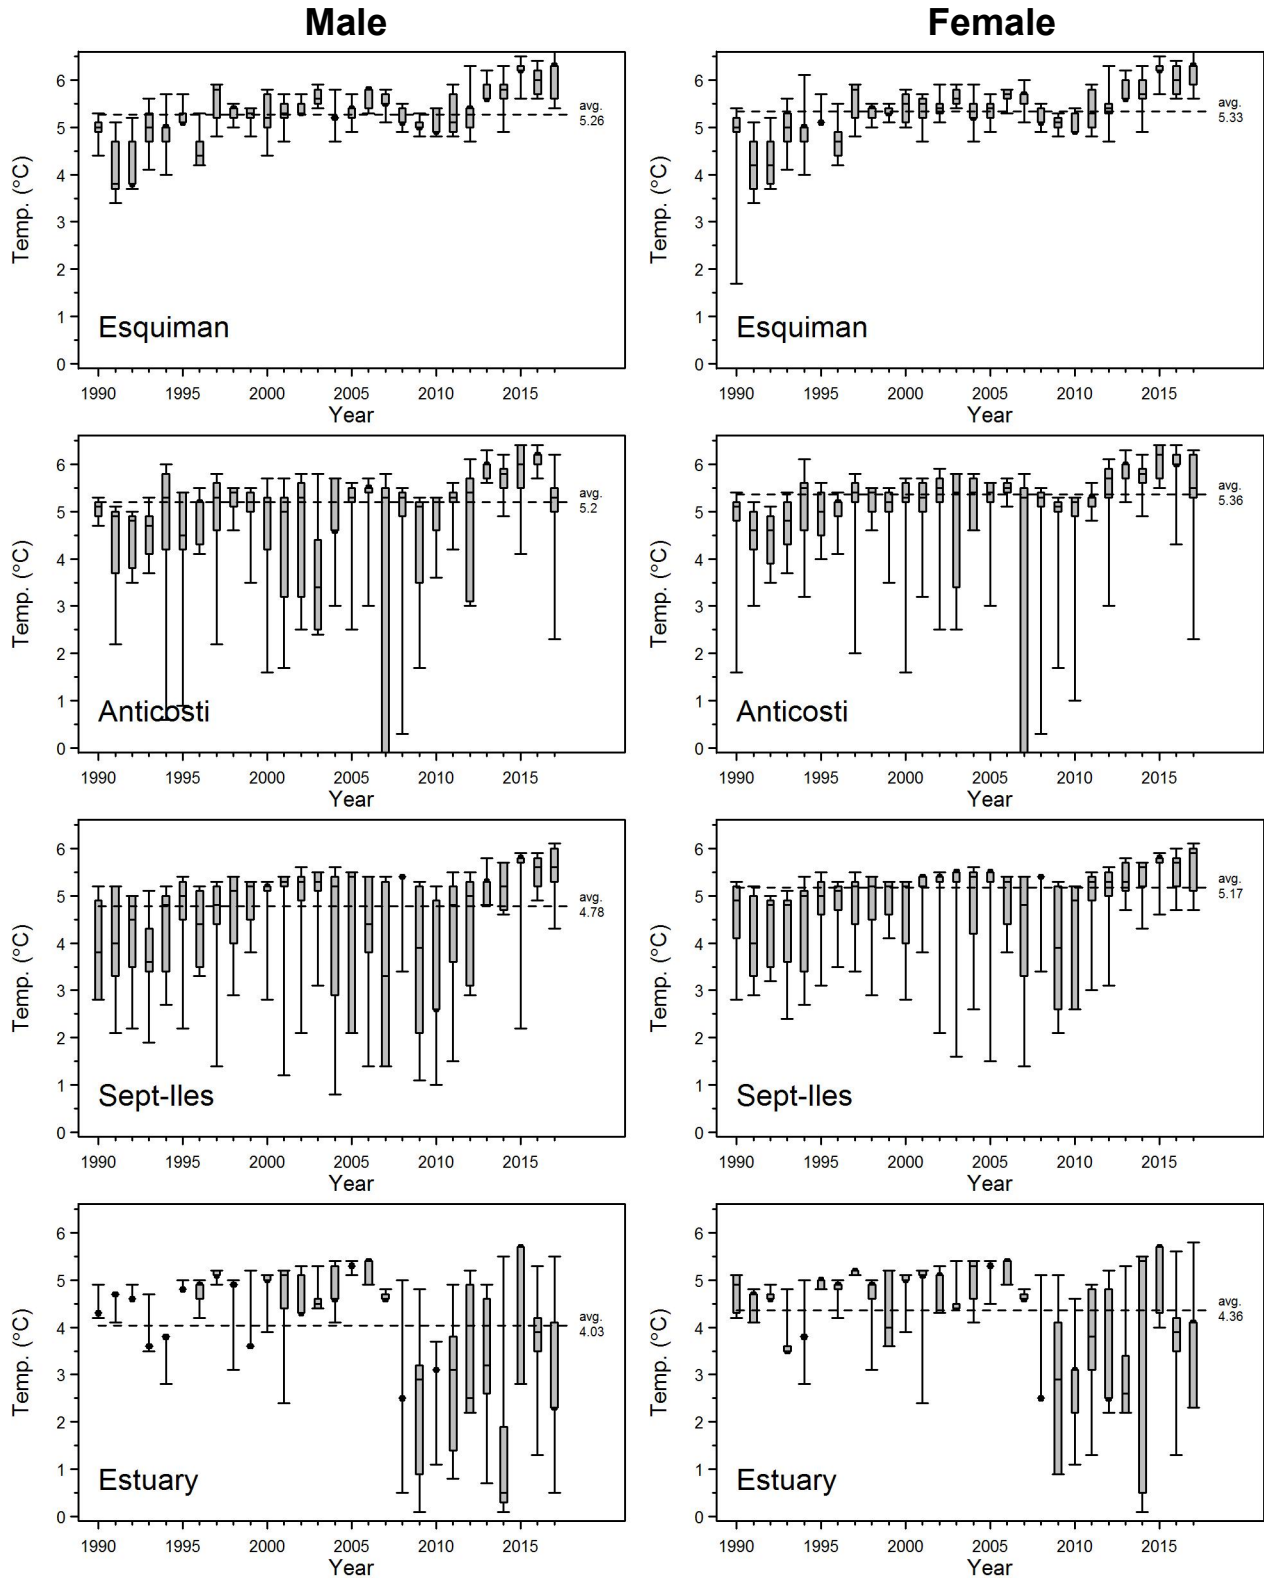 Male Female
Temp. (°C) 0 1 2 3 4 5 6 avg. 5.26 Esquiman
1990 1995 2000 2005 2010 2015
Year
Temp. (°C) 0 1 2 3 4 5 6 avg. 5.33 Esquiman
1990 1995 2000 2005 2010 2015
Year
Temp. (°C) 0 1 2 3 4 5 6 avg. 5.2 Anticosti
1990 1995 2000 2005 2010 2015
Year
Temp. (°C) 0 1 2 3 4 5 6 avg. 5.36 Anticosti
1990 1995 2000 2005 2010 2015
Year
Temp. (°C) 0 1 2 3 4 5 6 avg. 4.78 Sept-Iles
1990 1995 2000 2005 2010 2015
Year
Temp. (°C) 0 1 2 3 4 5 6 avg. 5.17 Sept-Iles
1990 1995 2000 2005 2010 2015
Year
Temp. (°C) 0 1 2 3 4 5 6 avg. 4.03 Estuary
1990 1995 2000 2005 2010 2015
Year
Temp. (°C) 0 1 2 3 4 5 6 avg. 4.36 Estuary
1990 1995 2000 2005 2010 2015
Year